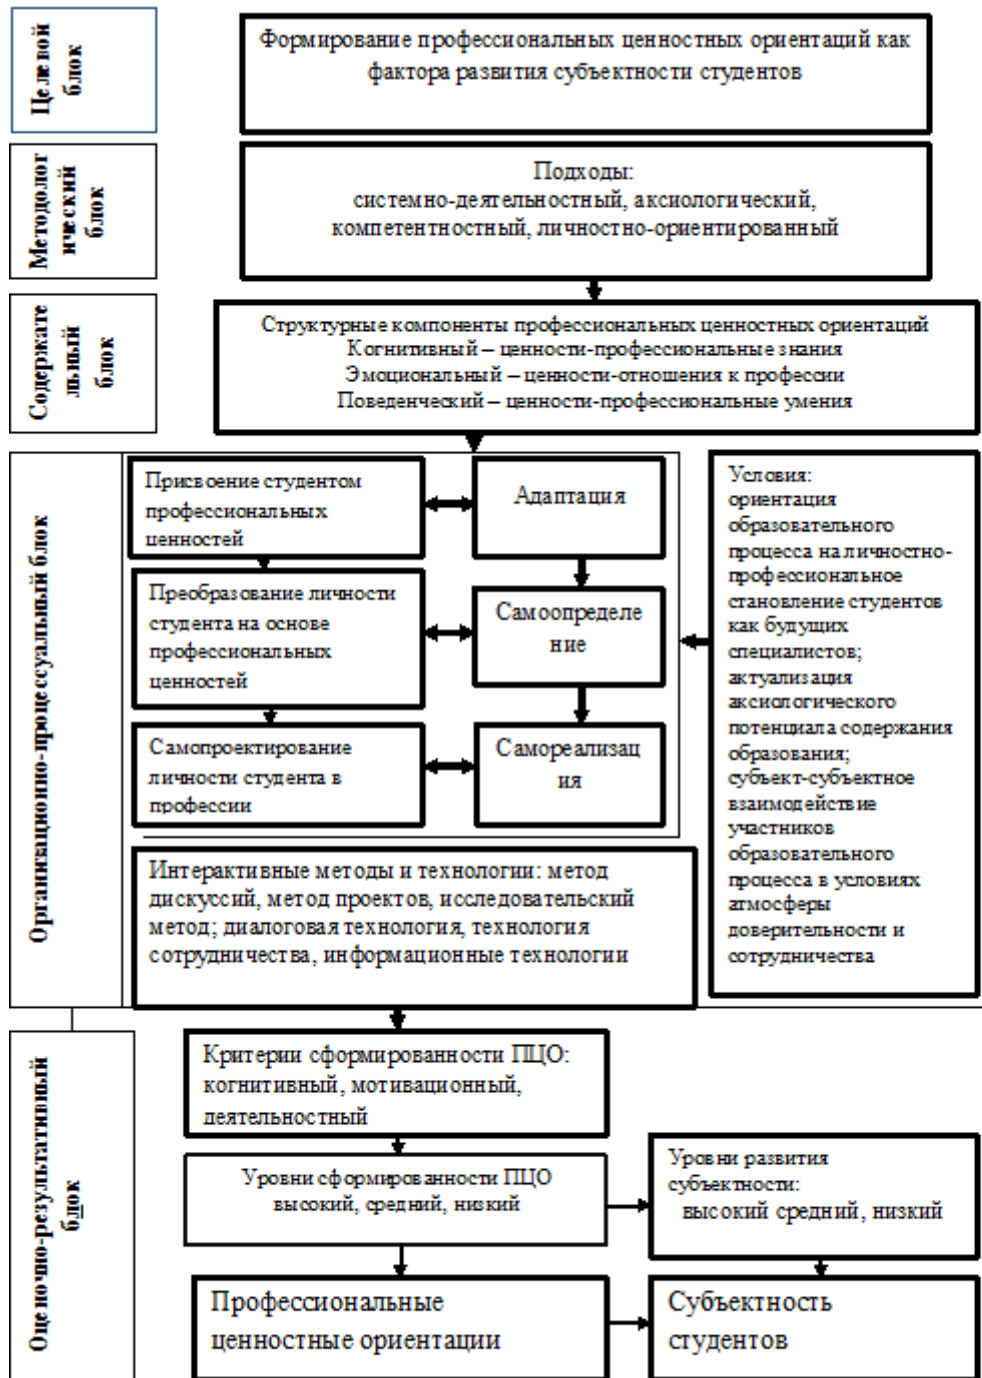 Целевой
блок
Формирование профессиональных ценностных ориентаций как
фактора развития субъектности студентов
Методолог
ический
блок
Подходы:
системно-деятельностный, аксиологический,
компетентностный, личностно-ориентированный
Содержате
льный
блок
Структурные компоненты профессиональных ценностных ориентаций
Когнитивный – ценности-профессиональные знания
Эмоциональный – ценности-отношения к профессии
Поведенческий – ценности-профессиональные умения
Организационно-процессуальный блок
Присвоение студентом
профессиональных
ценностей
Адаптация
Преобразование личности
студента на основе
профессиональных
ценностей
Самоопределе
ние
Самопроектирование
личности студента в
профессии
Самореализац
ия
Условия:
ориентация
образовательного
процесса на личностно-
профессиональное
становление студентов
как будущих
специалистов;
актуализация
аксиологического
потенциала содержания
образования;
субъект-субъектное
взаимодействие
участников
образовательного
процесса в условиях
атмосферы
доверительности и
сотрудничества
Интерактивные методы и технологии: метод
дискуссий, метод проектов, исследовательский
метод; диалоговая технология, технология
сотрудничества, информационные технологии
Оценочно-результативный
блок
Критерии сформированности ПЦО:
когнитивный, мотивационный,
деятельностный
Уровни сформированности ПЦО
высокий, средний, низкий
Уровни развития
субъектности:
высокий средний, низкий
Профессиональные
ценностные ориентации
Субъектность
студентов